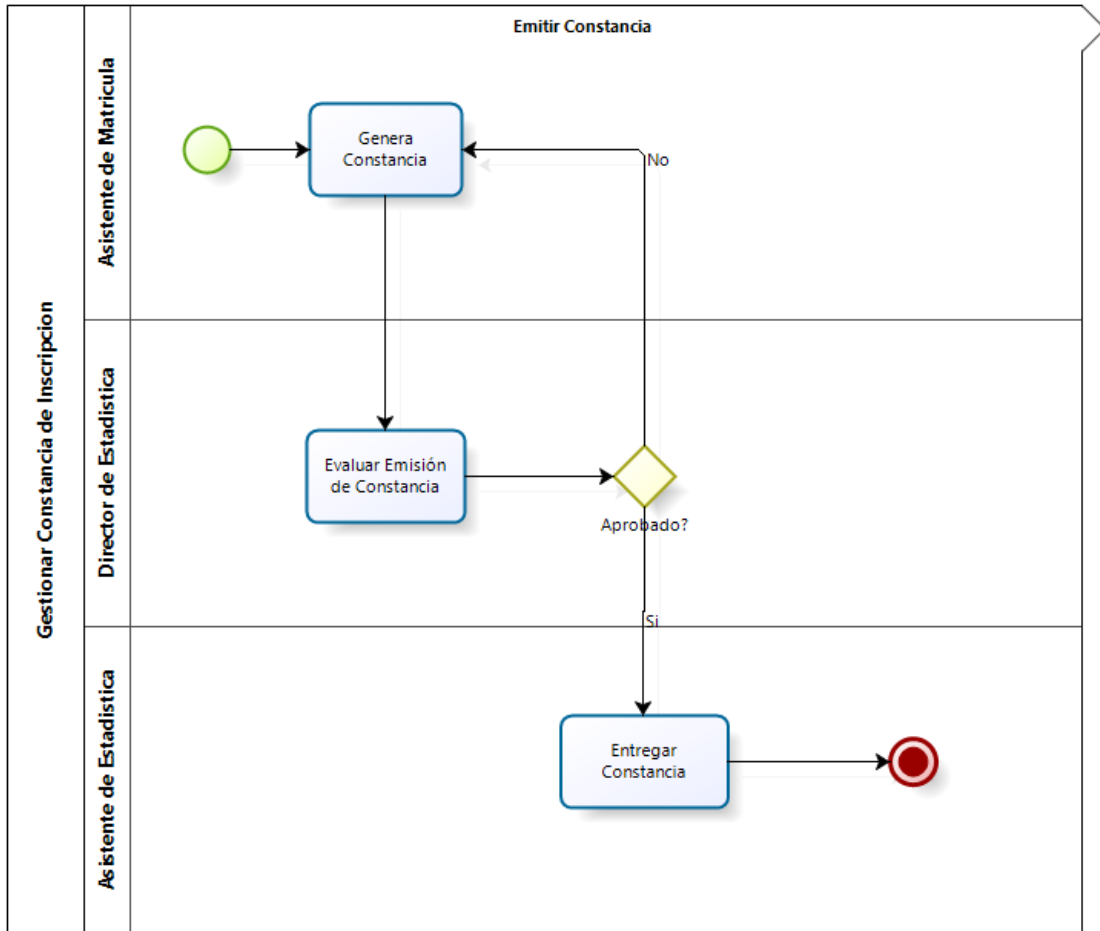 Emitir Constancia
Gestionar Constancia de Inscripcion
Asistente de Matricula
Genera
Constancia
No
Director de Estadistica
Evaluar Emisión
de Constancia
Aprobado?
Si
Asistente de Estadistica
Entregar
Constancia